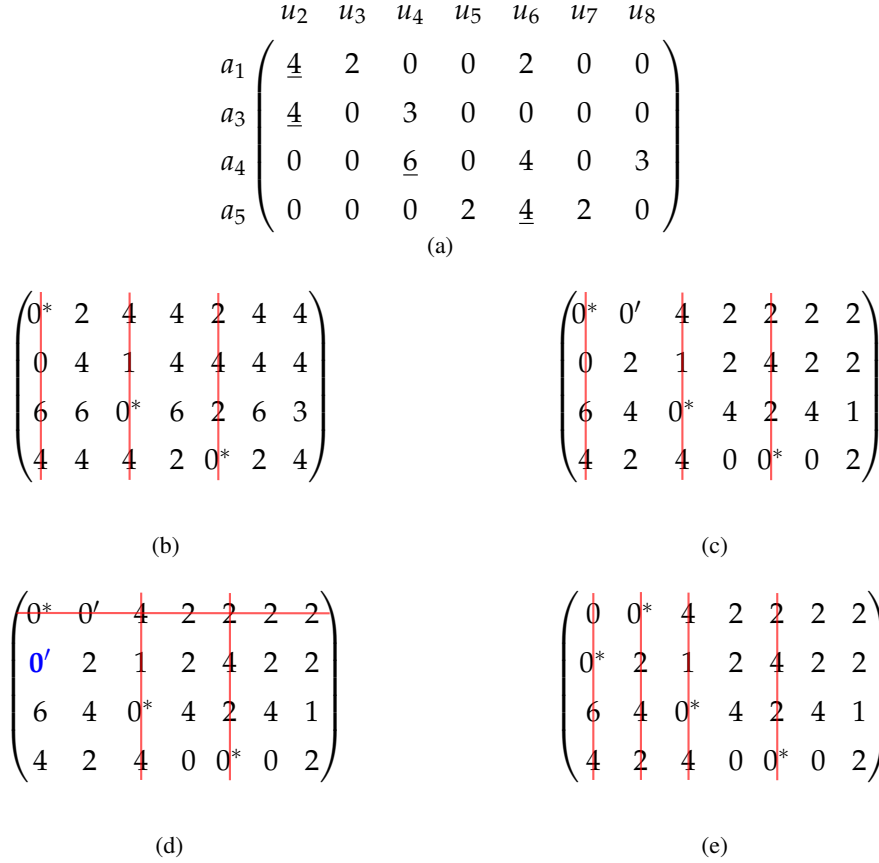 u₂ u₃ u₄ u₅ u₆ u₇ u₈
a₁ 4 2 0 0 2 0 0
a₃ 4 0 3 0 0 0 0
a₄ 0 0 6 0 4 0 3
a₅ 0 0 0 2 4 2 0
(a)
0* 2 4 4 2 4 4
0 4 1 4 4 4 4
6 6 0* 6 2 6 3
4 4 4 2 0* 2 4
(b)
0* 0′ 4 2 2 2 2
0 2 1 2 4 2 2
6 4 0* 4 2 4 1
4 2 4 0 0* 0 2
(c)
0* 0′ 4 2 2 2 2
0′ 2 1 2 4 2 2
6 4 0* 4 2 4 1
4 2 4 0 0* 0 2
(d)
0 0* 4 2 2 2 2
0* 2 1 2 4 2 2
6 4 0* 4 2 4 1
4 2 4 0 0* 0 2
(e)